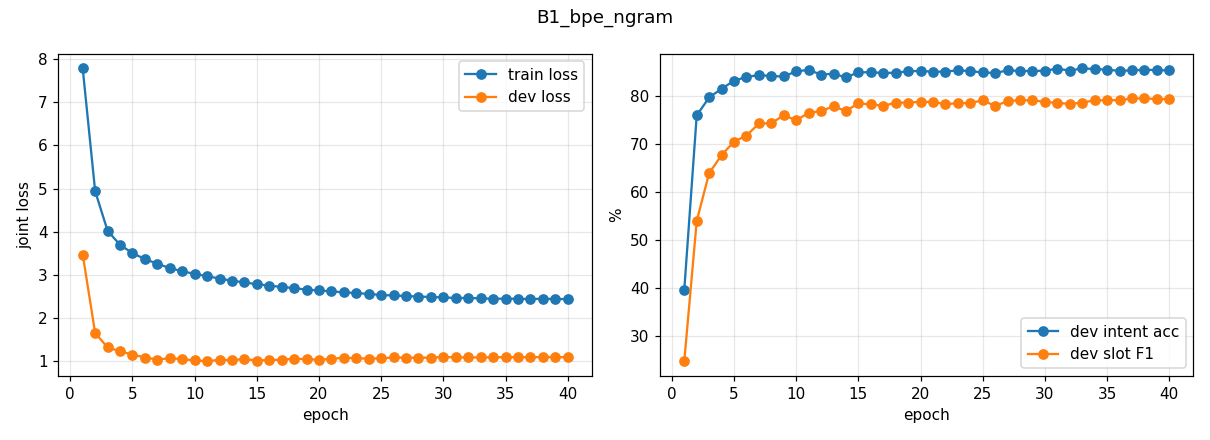 B1_bpe_ngram
joint loss
8
7
6
5
4
3
2
1
0 5 10 15 20 25 30 35 40
epoch
train loss
dev loss
%
80
70
60
50
40
30
0 5 10 15 20 25 30 35 40
epoch
dev intent acc
dev slot F1